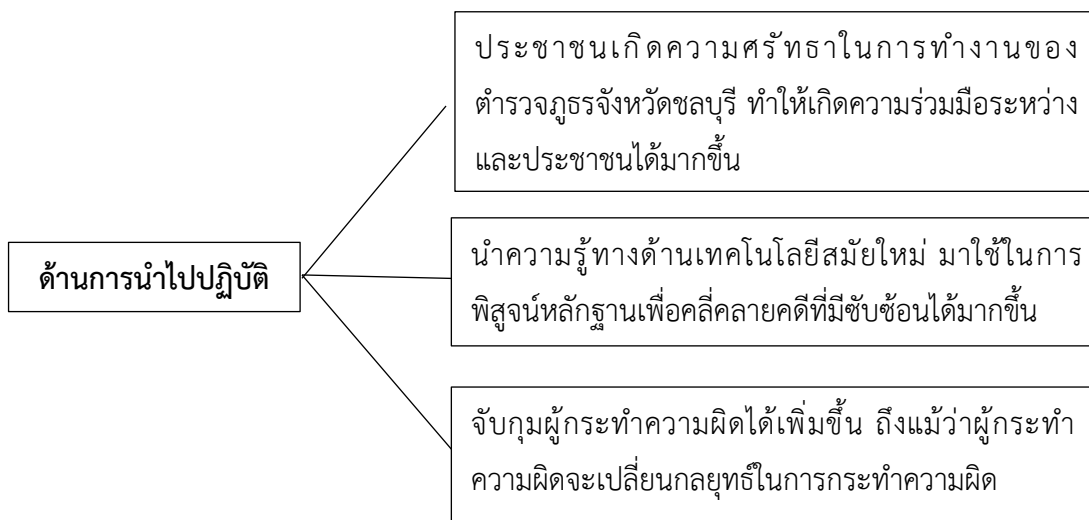 ประชาชนเกิดความศรัทธาในการทำงานของ
ตำรวจภูธรจังหวัดชลบุรี ทำให้เกิดความร่วมมือระหว่าง
และประชาชนได้มากขึ้น
ด้านการนำไปปฏิบัติ
นำความรู้ทางด้านเทคโนโลยีสมัยใหม่ มาใช้ในการ
พิสูจน์หลักฐานเพื่อคลี่คลายคดีที่มีซับซ้อนได้มากขึ้น
จับกุมผู้กระทำความผิดได้เพิ่มขึ้น ถึงแม้ว่าผู้กระทำ
ความผิดจะเปลี่ยนกลยุทธ์ในการกระทำความผิด